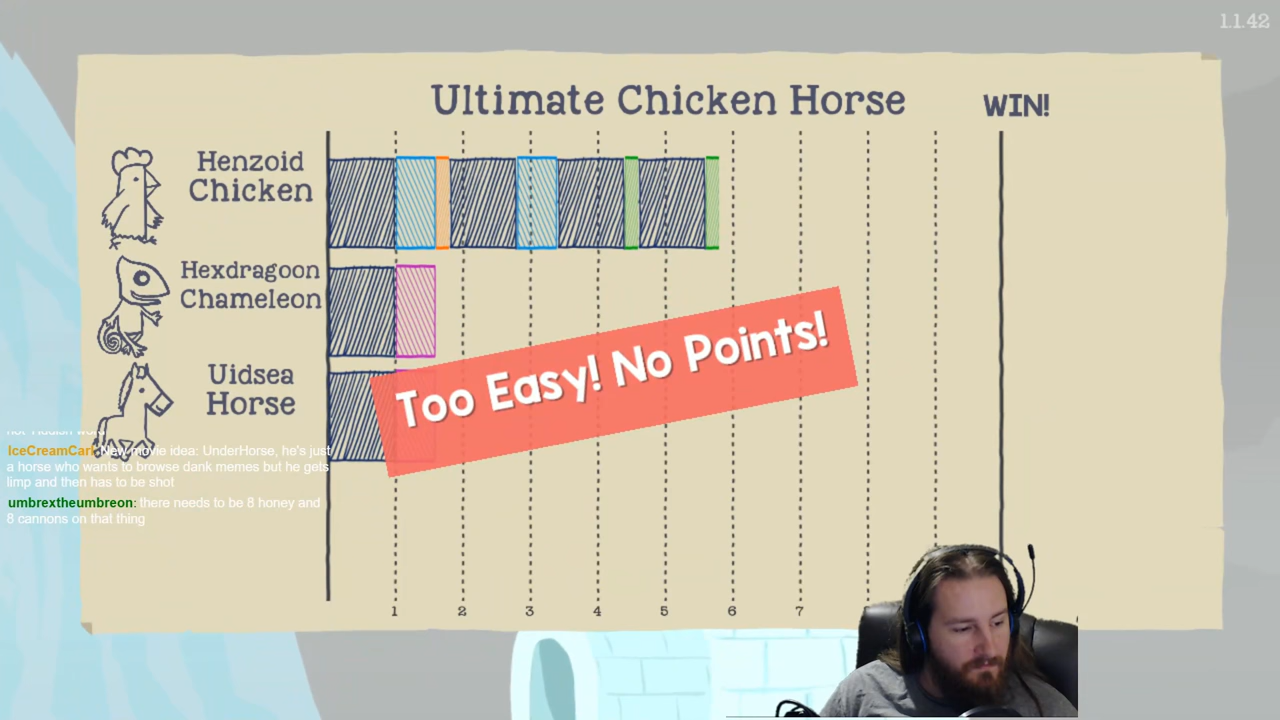 1.1.42
Ultimate Chicken Horse
WIN!
Henzoid
Chicken
Hexdragoon
Chameleon
Uidsea
Horse
Too Easy! No Points!
IceCreamCar: New movie idea: UnderHorse, he's just
a horse who wants to browse dank memes but he gets
limp and then has to be shot
umbrextheumbreon: there needs to be 8 honey and
8 cannons on that thing
1 2 3 4 5 6 7